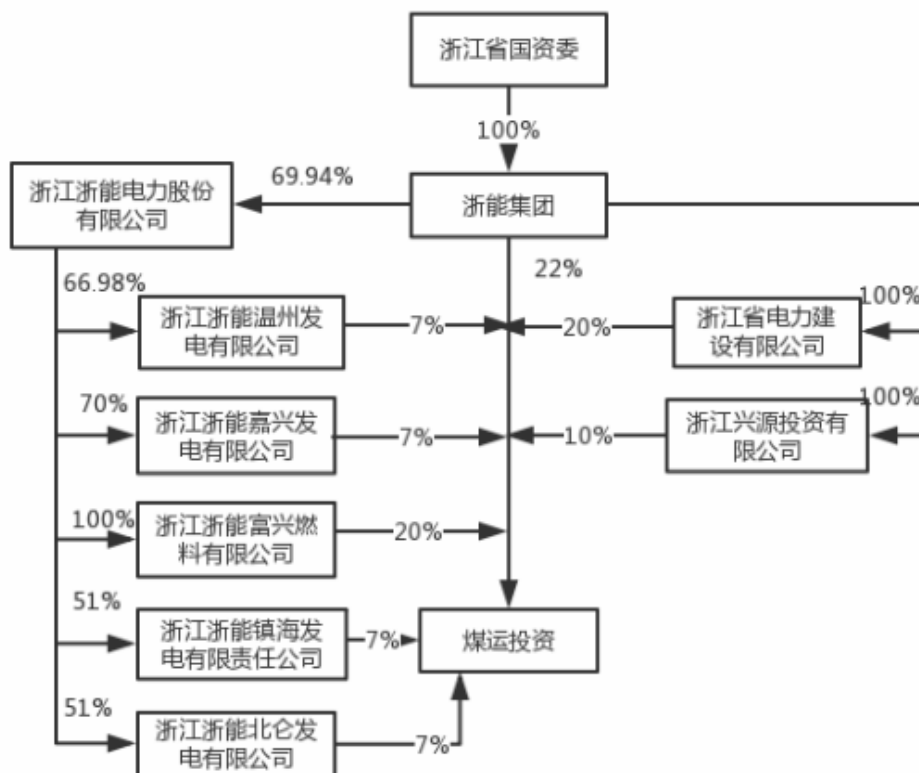 浙江省国资委
100%
浙江浙能电力股份
有限公司
69.94%
浙能集团
66.98%
22%
浙江浙能温州发
电有限公司
7%
20%
浙江省电力建
设有限公司
100%
70%
浙江浙能嘉兴发
电有限公司
7%
10%
浙江兴源投资有
限公司
100%
100%
浙江浙能富兴燃
料有限公司
20%
51%
浙江浙能镇海发
电有限责任公司
7%
煤运投资
51%
浙江浙能北仑发
电有限公司
7%